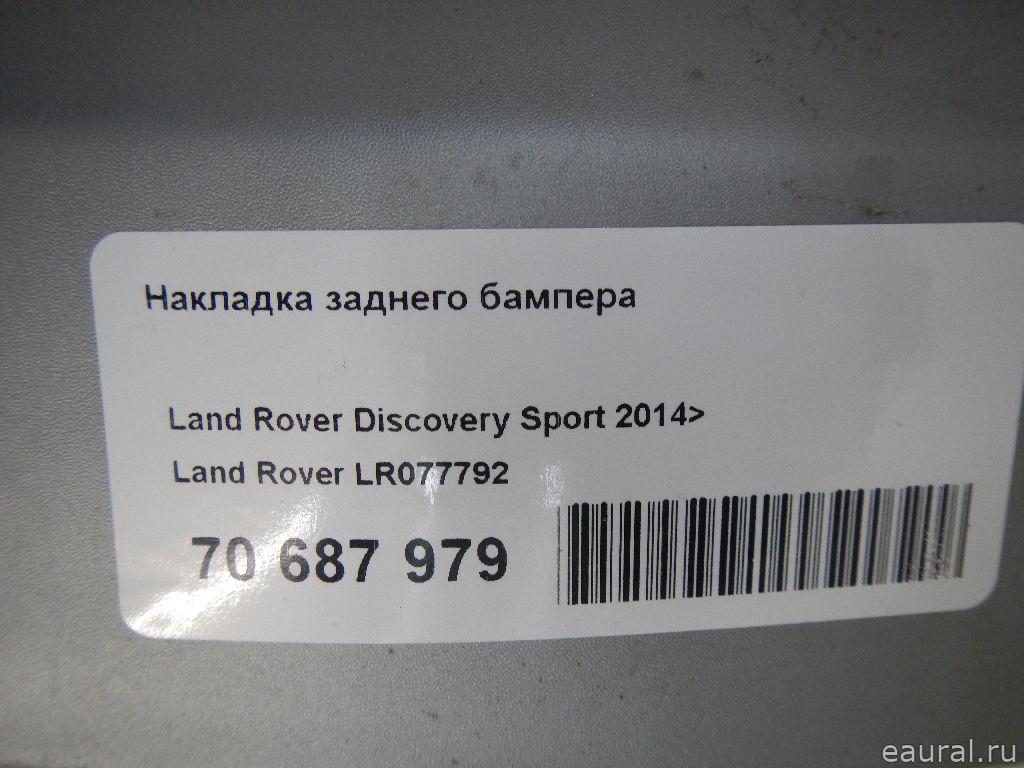 Накладка заднего бампера
Land Rover Discovery Sport 2014>
Land Rover LR077792
70 687 979
eaural.ru